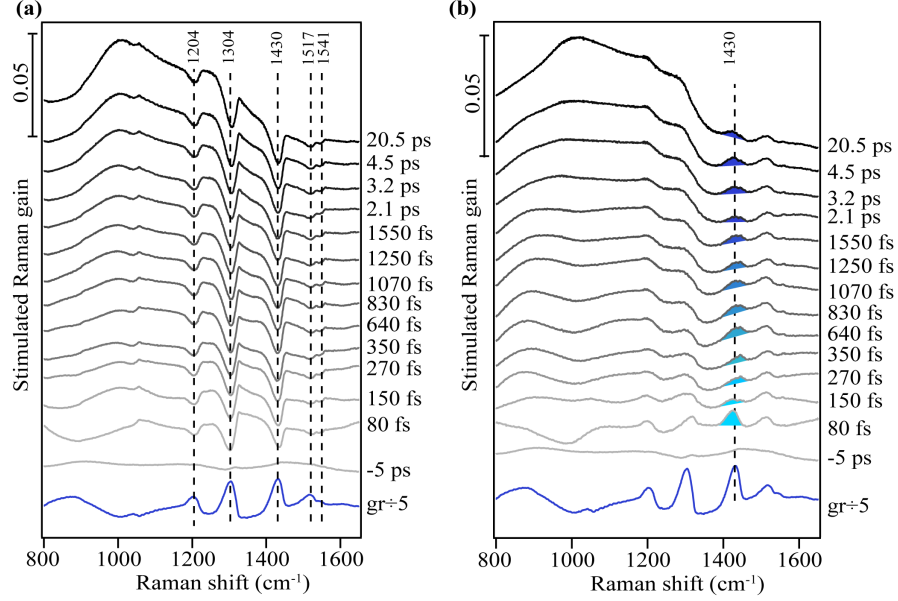 (a)
1204
1304
1430
1517
1541
0.05
Stimulated Raman gain
20.5 ps
4.5 ps
3.2 ps
2.1 ps
1550 fs
1250 fs
1070 fs
830 fs
640 fs
350 fs
270 fs
150 fs
80 fs
-5 ps
gr÷5
800 1000 1200 1400 1600
Raman shift (cm⁻¹)
(b)
1430
0.05
Stimulated Raman gain
20.5 ps
4.5 ps
3.2 ps
2.1 ps
1550 fs
1250 fs
1070 fs
830 fs
640 fs
350 fs
270 fs
150 fs
80 fs
-5 ps
gr÷5
800 1000 1200 1400 1600
Raman shift (cm⁻¹)